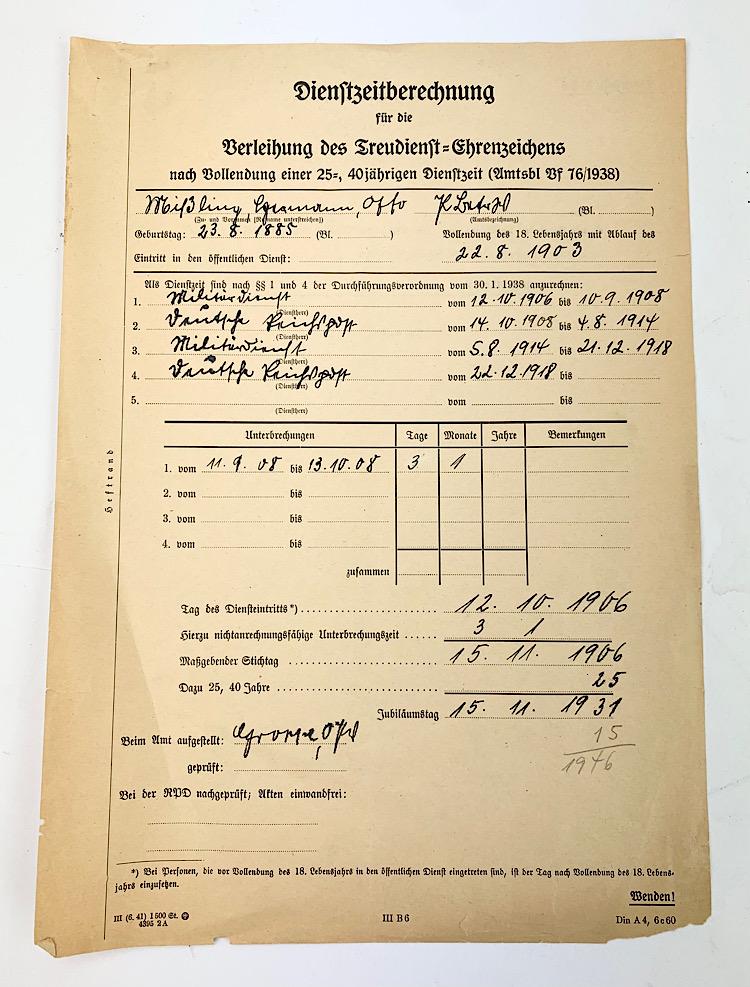 Dienstzeitberechnung
für die
Verleihung des Treudienst-Ehrenzeichens
nach Vollendung einer 25-, 40jährigen Dienstzeit (Amtsbl Vf 76/1938)
Mißling, Hermann, Otto (Bl. )
(Zu- und Vornamen [Rufname unterstreichen]) (Amtsbezeichnung)
Geburtstag: 23. 8. 1885 (Bl. ) Vollendung des 18. Lebensjahrs mit Ablauf des
Eintritt in den öffentlichen Dienst: 22. 8. 1903
Als Dienstzeit sind nach §§ 1 und 4 der Durchführungsverordnung vom 30. 1. 1938 anzurechnen:
1. Militärdienst vom 12. 10. 1906 bis 10. 9. 1908
(Dienstherr)
2. Deutsche Reichspost vom 14. 10. 1908 bis 4. 8. 1914
(Dienstherr)
3. Militärdienst vom 5. 8. 1914 bis 21. 12. 1918
(Dienstherr)
4. Deutsche Reichspost vom 22. 12. 1918 bis
(Dienstherr)
5. vom bis
(Dienstherr)
Unterbrechungen Tage Monate Jahre Bemerkungen
1. vom 11. 9. 08 bis 13. 10. 08 3 1
2. vom bis
3. vom bis
4. vom bis
zusammen
Heftrand
Tag des Diensteintritts*) 12. 10. 1906
Hierzu nichtanrechnungsfähige Unterbrechungszeit 3 1
Maßgebender Stichtag 15. 11. 1906
Dazu 25, 40 Jahre 25
Jubiläumstag 15. 11. 1931
15
1946
Beim Amt aufgestellt:
geprüft:
Bei der RPD nachgeprüft; Akten einwandfrei:
*) Bei Personen, die vor Vollendung des 18. Lebensjahrs in den öffentlichen Dienst eingetreten sind, ist der Tag nach Vollendung des 18. Lebens-
jahrs einzusetzen.
Wenden!
III (6. 41) 1500 St.
4395 2 A
III B 6
Din A 4, 6 c 60